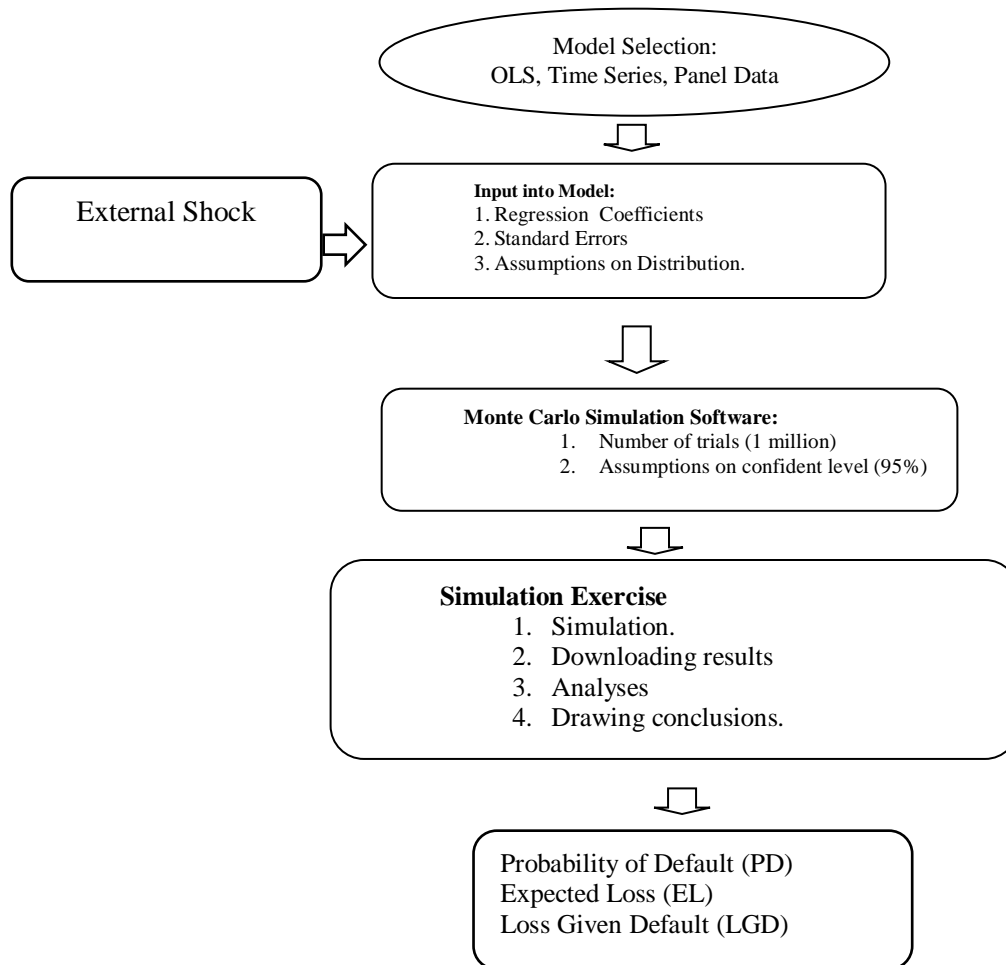 Model Selection:
OLS, Time Series, Panel Data
External Shock
Input into Model:
1. Regression Coefficients
2. Standard Errors
3. Assumptions on Distribution.
Monte Carlo Simulation Software:
1. Number of trials (1 million)
2. Assumptions on confident level (95%)
Simulation Exercise
1. Simulation.
2. Downloading results
3. Analyses
4. Drawing conclusions.
Probability of Default (PD)
Expected Loss (EL)
Loss Given Default (LGD)